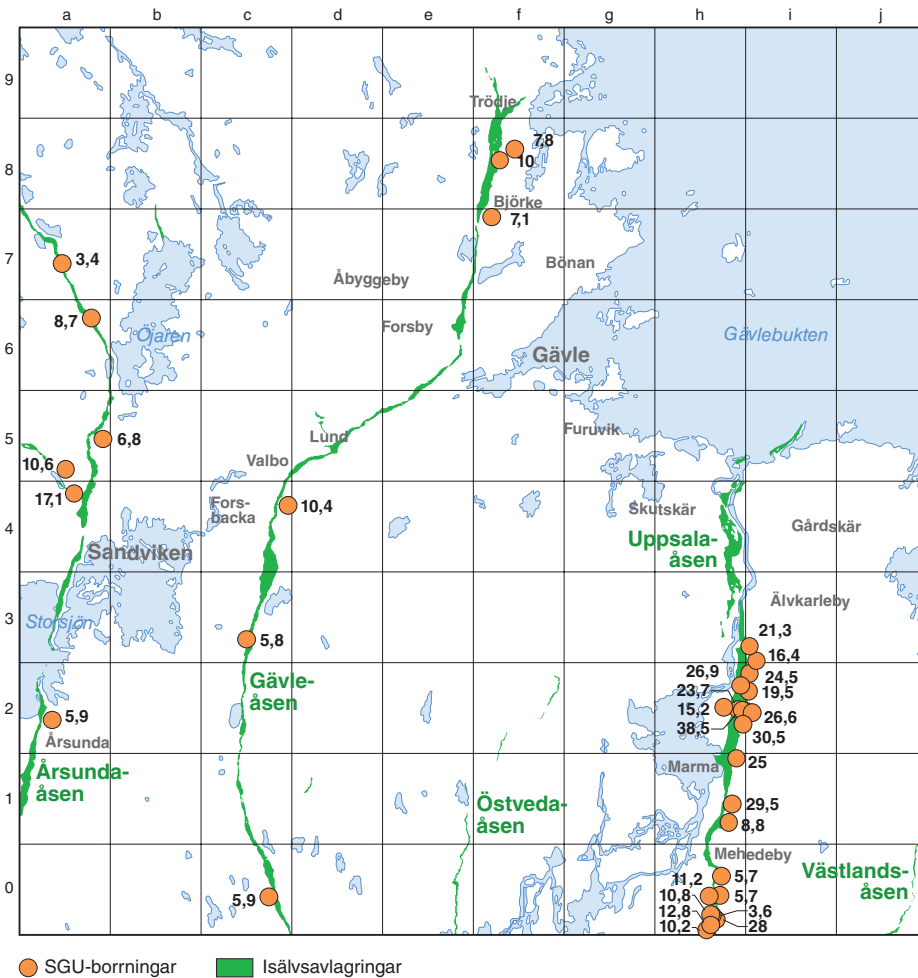 a b c d e f g h i j
9
Trödje
7,8
8
10
Björke
7,1
7
3,4
Bönan
Åbyggeby
8,7
Forsby
6
Öjaren
Gävle
Gävlebukten
5
6,8
Lund
Furuvik
10,6
Valbo
17,1
Fors-
backa
10,4
4
Skutskär
Gårdskär
Sandviken
Uppsala-
åsen
3
Storsjön
Älvkarleby
21,3
5,8
16,4
26,9
24,5
Gävle-
åsen
23,7
19,5
2
15,2
5,9
26,6
38,5
30,5
Årsunda
Marma
25
Årsunda-
åsen
1
Östveda-
åsen
29,5
8,8
Mehedeby
Västlands-
åsen
0
11,2
5,7
10,8
5,7
5,9
12,8
3,6
10,2
28
SGU-borrningar
Isälvsavlagringar